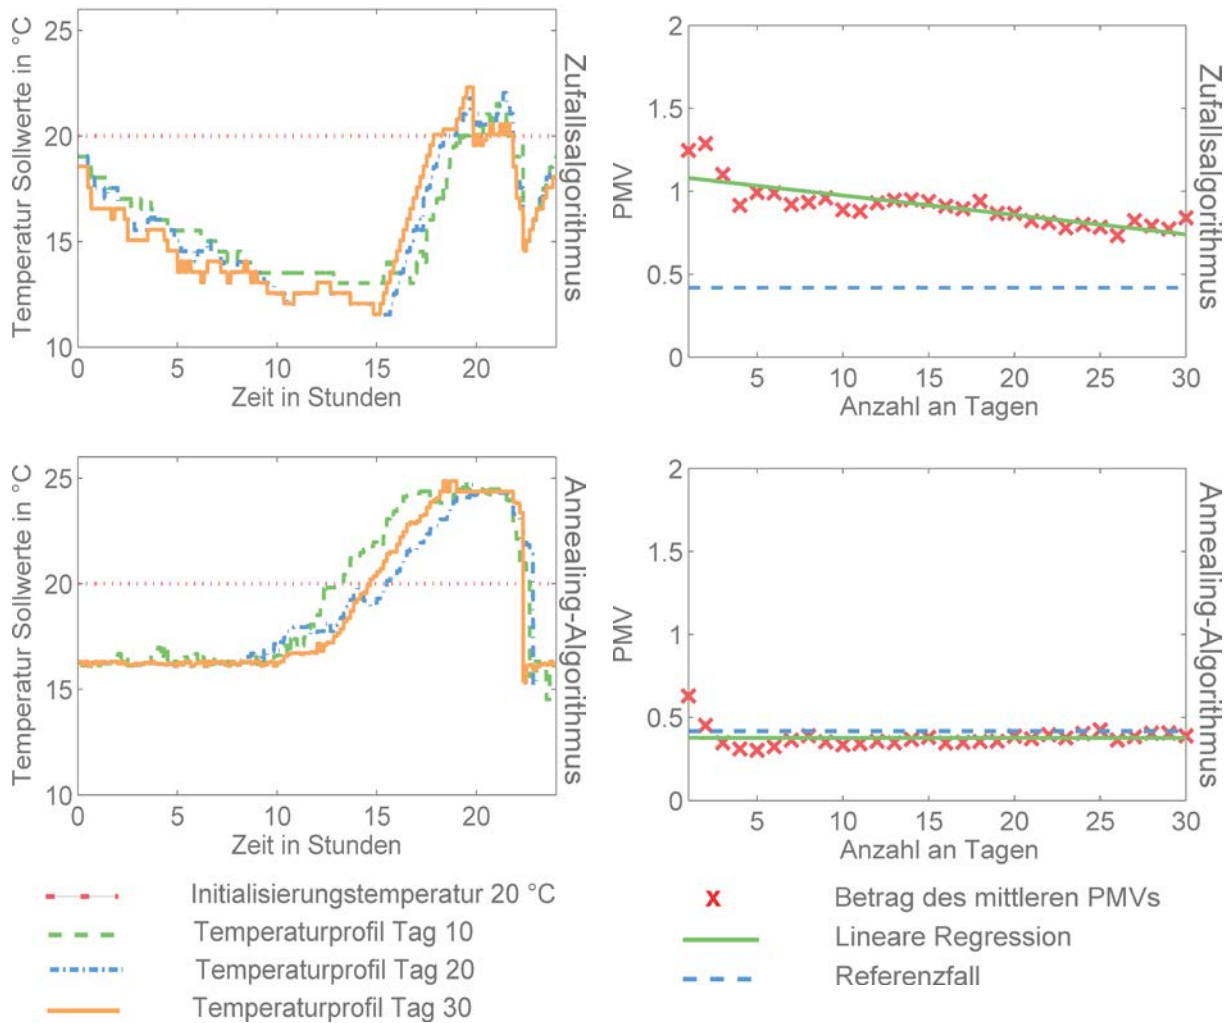 Temperatur Sollwerte in °C
25
20
15
10
0
5
10
15
20
Zeit in Stunden
Zufallsalgorithmus
PMV
2
1.5
1
0.5
0
5
10
15
20
25
30
Anzahl an Tagen
Zufallsalgorithmus
Temperatur Sollwerte in °C
25
20
15
10
0
5
10
15
20
Zeit in Stunden
Annealing-Algorithmus
PMV
2
1.5
1
0.5
0
5
10
15
20
25
30
Anzahl an Tagen
Annealing-Algorithmus
Initialisierungstemperatur 20 °C
Temperaturprofil Tag 10
Temperaturprofil Tag 20
Temperaturprofil Tag 30
x Betrag des mittleren PMVs
Lineare Regression
Referenzfall